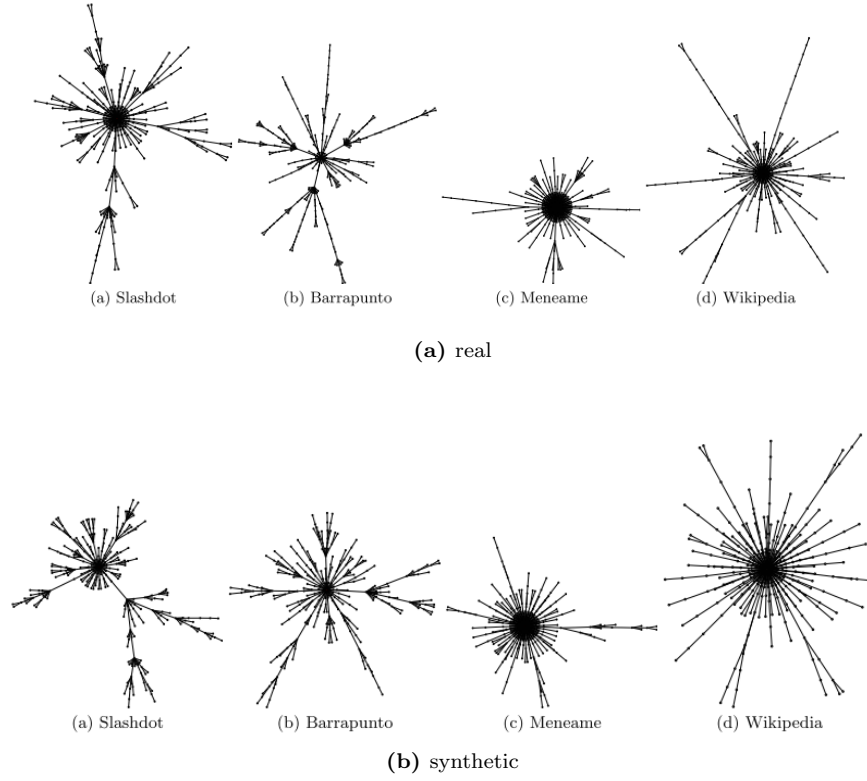 (a) Slashdot (b) Barrapunto (c) Meneame (d) Wikipedia
(a) real
(a) Slashdot (b) Barrapunto (c) Meneame (d) Wikipedia
(b) synthetic